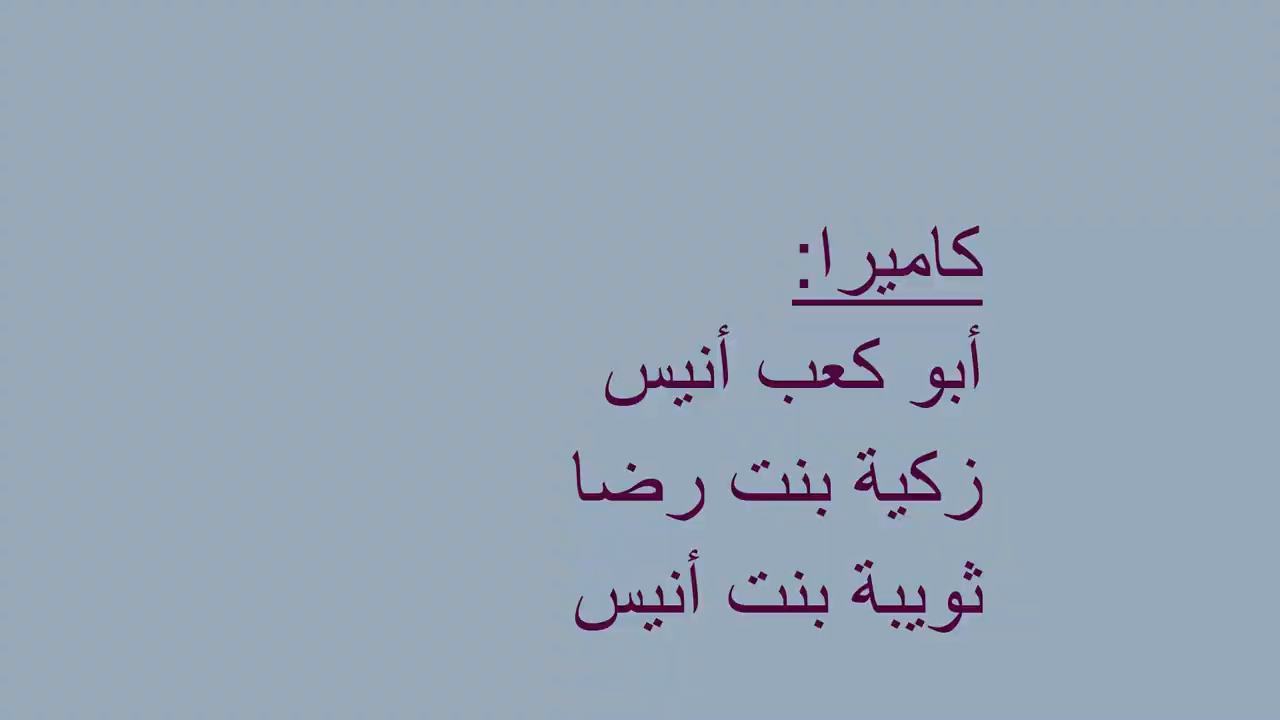 كاميرا:
أبو كعب أنيس
زكية بنت رضا
ثويبة بنت أنيس